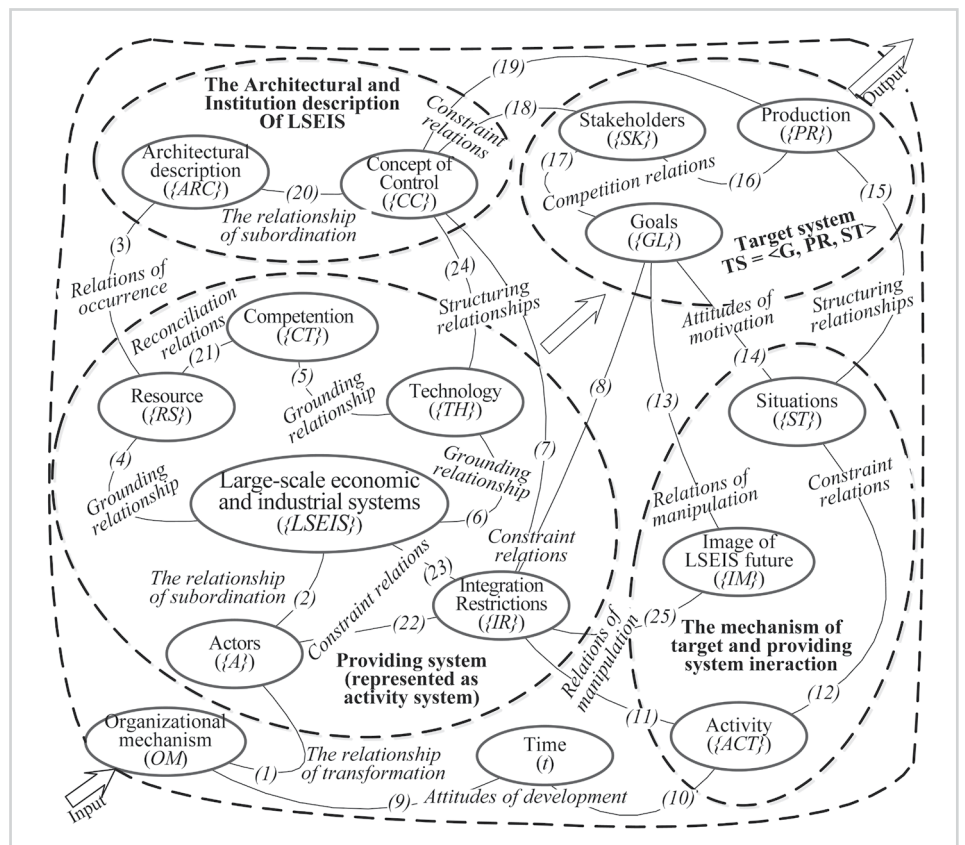 (19)
Output
The Architectural and
Institution description
Of LSEIS
Constraint
relations
(18)
Stakeholders
({SK})
Production
({PR})
Architectural
description
({ARC})
(20)
Concept of
Control
({CC})
(17)
Competition relations
(16)
(15)
The relationship
of subordination
Goals
({GL})
Target system
TS = <G, PR, ST>
(3)
(24)
Relations of
occurrence
Reconciliation
relations
(21)
Competention
({CT})
Structuring
relationships
Attitudes of
motivation
Structuring
relationships
(14)
(5)
Grounding
relationship
Resource
({RS})
Technology
({TH})
(8)
(13)
Situations
({ST})
(4)
Grounding
relationship
(7)
Grounding
relationship
Large-scale economic
and industrial systems
({LSEIS})
(6)
Constraint
relations
Relations of
manipulation
Constraint
relations
Image of
LSEIS future
({IM})
The relationship
of subordination
(2)
Constraint relations
(23)
Integration
Restrictions
({IR})
(22)
(25)
Actors
({A})
Relations of
manipulation
The mechanism of
target and providing
system ineraction
Providing system
(represented as
activity system)
(12)
(11)
Activity
({ACT})
Organizational
mechanism
(OM)
Time
(t)
(1)
The relationship
of transformation
Input
(9)
Attitudes of development
(10)